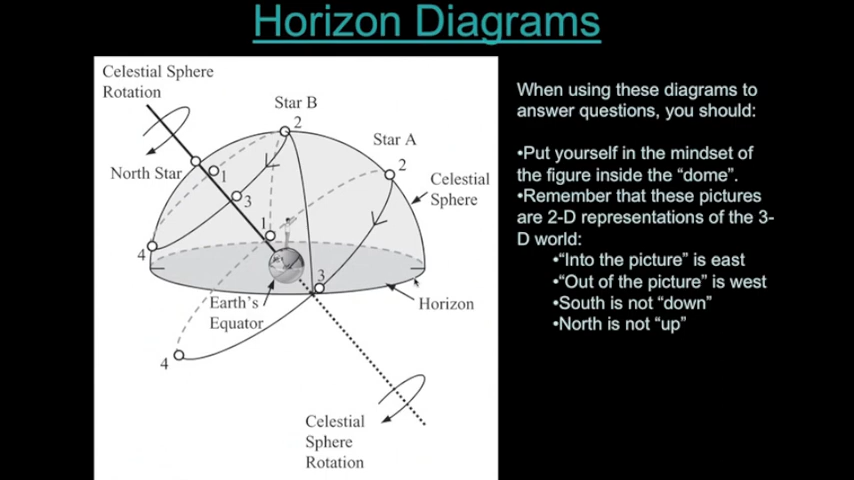 Horizon Diagrams
Celestial Sphere
Rotation
Star B
2
Star A
2
North Star
1
Celestial
Sphere
3
1
4
3
Earth's
Equator
Horizon
4
Celestial
Sphere
Rotation
When using these diagrams to
answer questions, you should:
•Put yourself in the mindset of
the figure inside the “dome”.
•Remember that these pictures
are 2-D representations of the 3-
D world:
•“Into the picture” is east
•“Out of the picture” is west
•South is not “down”
•North is not “up”